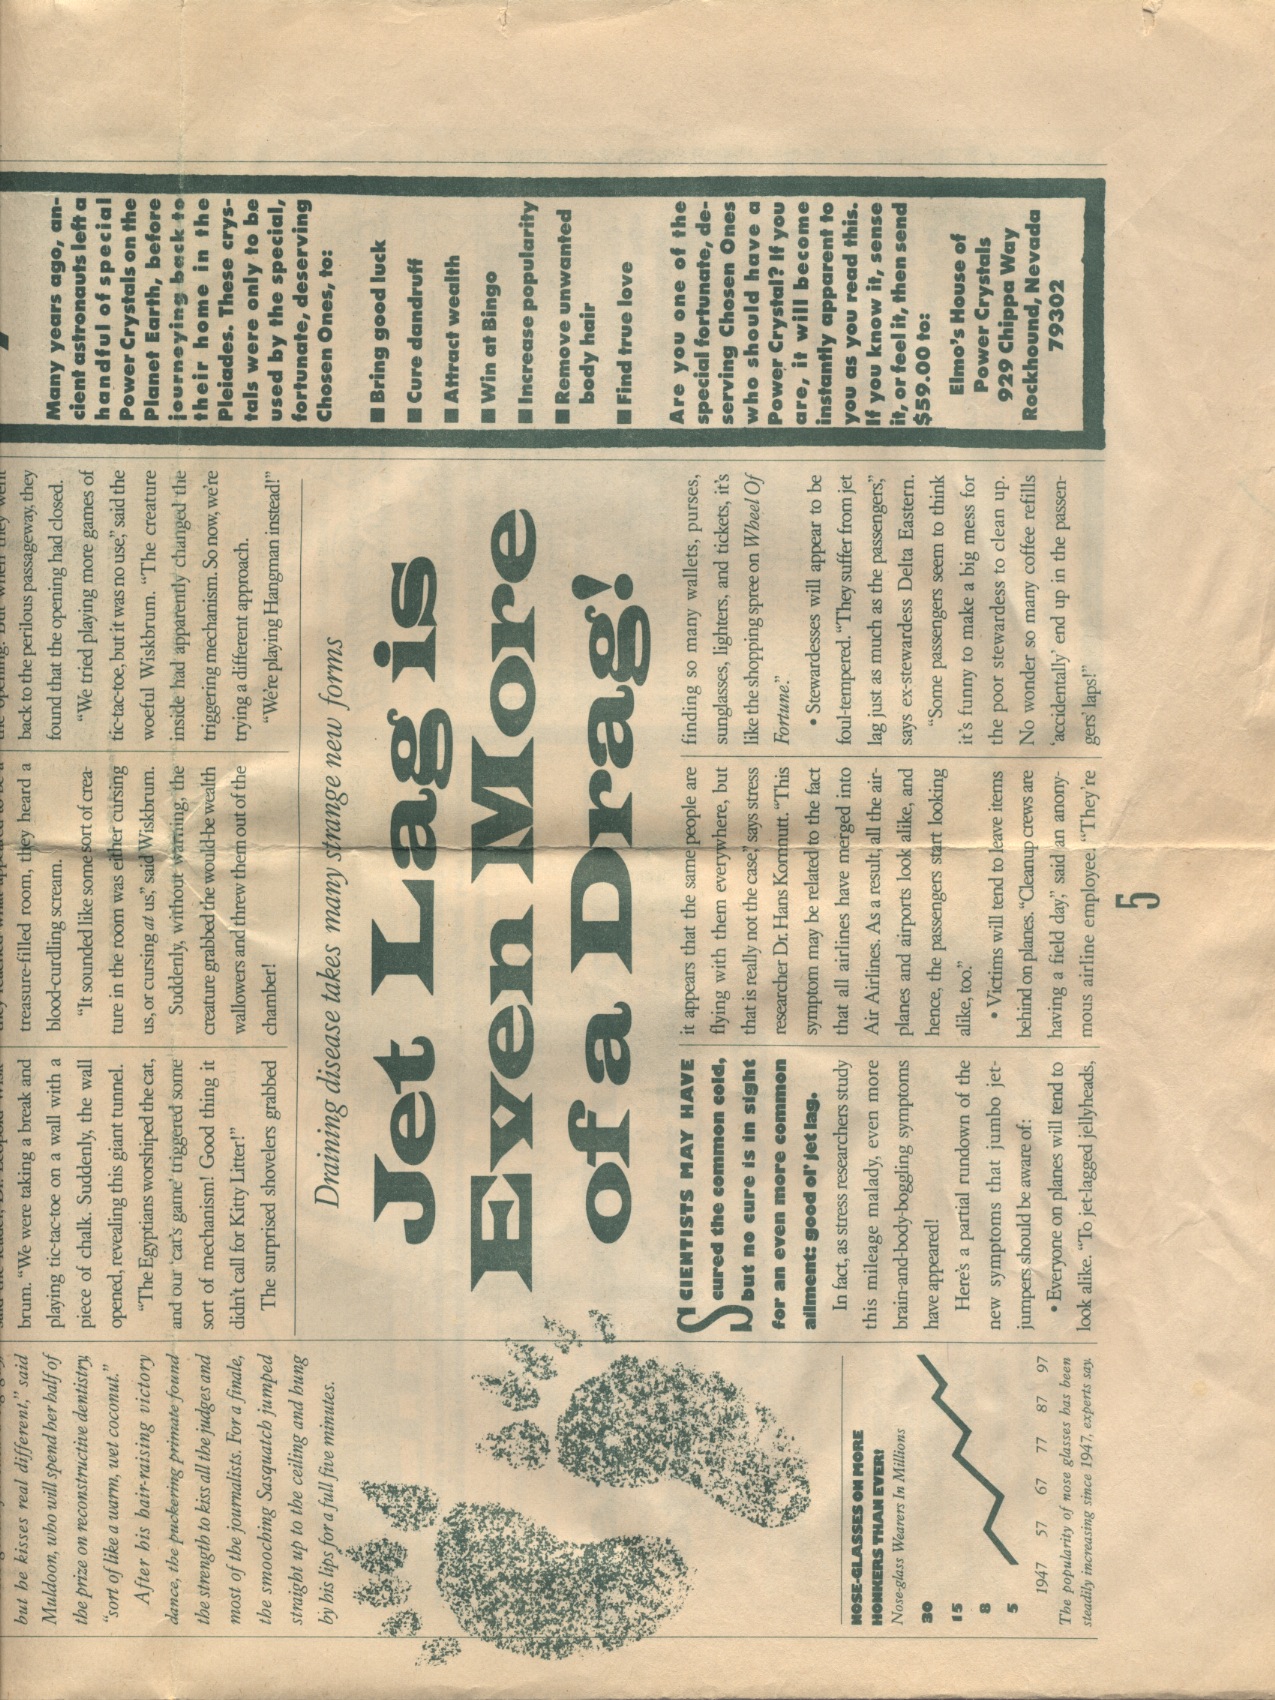 but he kisses real different," said
Muldoon, who will spend her half of
the prize on reconstructive dentistry,
"sort of like a warm, wet coconut."
After his hair-raising victory
dance, the puckering primate found
the strength to kiss all the judges and
most of the journalists. For a finale,
the smooching Sasquatch jumped
straight up to the ceiling and hung
by his lips for a full five minutes.
NOSE-GLASSES ON MORE
HONKERS THAN EVER!
Nose-glass Wearers In Millions
30
15
8
5
1947 57 67 77 87 97
The popularity of nose glasses has been
steadily increasing since 1947, experts say.
brum. "We were taking a break and
playing tic-tac-toe on a wall with a
piece of chalk. Suddenly, the wall
opened, revealing this giant tunnel.
"The Egyptians worshiped the cat,
and our 'cat's game' triggered some
sort of mechanism! Good thing it
didn't call for Kitty Litter!"
The surprised shovelers grabbed
treasure-filled room, they heard a
blood-curdling scream.
"It sounded like some sort of crea-
ture in the room was either cursing
us, or cursing at us," said Wiskbrum.
Suddenly, without warning, the
creature grabbed the would-be wealth
wallowers and threw them out of the
chamber!
back to the perilous passageway, they
found that the opening had closed.
"We tried playing more games of
tic-tac-toe, but it was no use," said the
woeful Wiskbrum. "The creature
inside had apparently changed the
triggering mechanism. So now, we're
trying a different approach.
"We're playing Hangman instead!"
Draining disease takes many strange new forms
Jet Lag is
Even More
of a Drag!
SCIENTISTS MAY HAVE
cured the common cold,
but no cure is in sight
for an even more common
ailment: good ol' jet lag.
In fact, as stress researchers study
this mileage malady, even more
brain-and-body-boggling symptoms
have appeared!
Here's a partial rundown of the
new symptoms that jumbo jet-
jumpers should be aware of:
• Everyone on planes will tend to
look alike. "To jet-lagged jellyheads,
it appears that the same people are
flying with them everywhere, but
that is really not the case," says stress
researcher Dr. Hans Kornnutt. "This
symptom may be related to the fact
that all airlines have merged into
Air Airlines. As a result, all the air-
planes and airports look alike, and
hence, the passengers start looking
alike, too."
• Victims will tend to leave items
behind on planes. "Cleanup crews are
having a field day," said an anony-
mous airline employee. "They're
finding so many wallets, purses,
sunglasses, lighters, and tickets, it's
like the shopping spree on Wheel Of
Fortune."
• Stewardesses will appear to be
foul-tempered. "They suffer from jet
lag just as much as the passengers,"
says ex-stewardess Delta Eastern.
"Some passengers seem to think
it's funny to make a big mess for
the poor stewardess to clean up.
No wonder so many coffee refills
'accidentally' end up in the passen-
gers' laps!"
Many years ago, an-
cient astronauts left a
handful of special
Power Crystals on the
Planet Earth, before
journeying back to
their home in the
Pleiades. These crys-
tals were only to be
used by the special,
fortunate, deserving
Chosen Ones, to:
■ Bring good luck
■ Cure dandruff
■ Attract wealth
■ Win at Bingo
■ Increase popularity
■ Remove unwanted
body hair
■ Find true love
Are you one of the
special fortunate, de-
serving Chosen Ones
who should have a
Power Crystal? If you
are, it will become
instantly apparent to
you as you read this.
If you know it, sense
it, or feel it, then send
$59.00 to:
Elmo's House of
Power Crystals
929 Chippa Way
Rockhound, Nevada
79302
5